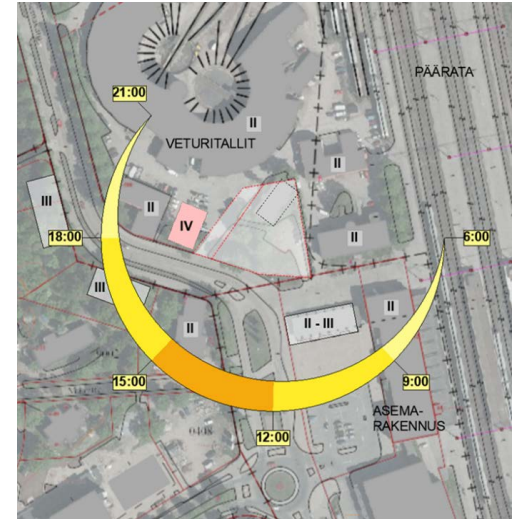 PÄÄRATA
21:00
II
VETURITALLIT
II
III
II
IV
18:00
II
6:00
III
II
II - III
II
15:00
9:00
ASEMA-
RAKENNUS
12:00